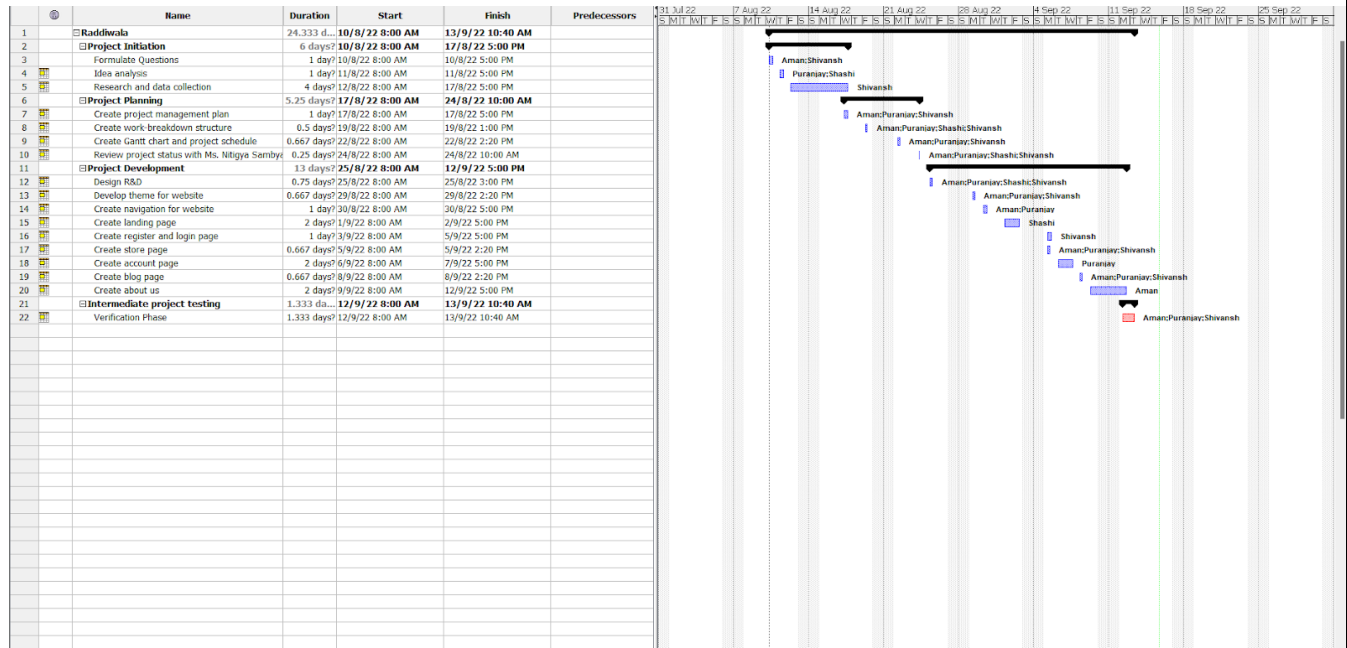 Name Duration Start Finish Predecessors 31 Jul 22 7 Aug 22 14 Aug 22 21 Aug 22 28 Aug 22 4 Sep 22 11 Sep 22 18 Sep 22 25 Sep 22
S M T W T F S S M T W T F S S M T W T F S S M T W T F S S M T W T F S S M T W T F S S M T W T F S S M T W T F S S M T W T F S
1 Raddiwala 24.333 d... 10/8/22 8:00 AM 13/9/22 10:40 AM
2 Project Initiation 6 days? 10/8/22 8:00 AM 17/8/22 5:00 PM
3 Formulate Questions 1 day? 10/8/22 8:00 AM 10/8/22 5:00 PM Aman;Shivansh
4 Idea analysis 1 day? 11/8/22 8:00 AM 11/8/22 5:00 PM Puranjay;Shashi
5 Research and data collection 4 days? 12/8/22 8:00 AM 17/8/22 5:00 PM Shivansh
6 Project Planning 5.25 days? 17/8/22 8:00 AM 24/8/22 10:00 AM
7 Create project management plan 1 day? 17/8/22 8:00 AM 17/8/22 5:00 PM Aman;Puranjay;Shivansh
8 Create work-breakdown structure 0.5 days? 19/8/22 8:00 AM 19/8/22 1:00 PM Aman;Puranjay;Shashi;Shivansh
9 Create Gantt chart and project schedule 0.667 days? 22/8/22 8:00 AM 22/8/22 2:20 PM Aman;Puranjay;Shivansh
10 Review project status with Ms. Nitigya Sambya 0.25 days? 24/8/22 8:00 AM 24/8/22 10:00 AM Aman;Puranjay;Shashi;Shivansh
11 Project Development 13 days? 25/8/22 8:00 AM 12/9/22 5:00 PM
12 Design R&D 0.75 days? 25/8/22 8:00 AM 25/8/22 3:00 PM Aman;Puranjay;Shashi;Shivansh
13 Develop theme for website 0.667 days? 29/8/22 8:00 AM 29/8/22 2:20 PM Aman;Puranjay;Shivansh
14 Create navigation for website 1 day? 30/8/22 8:00 AM 30/8/22 5:00 PM Aman;Puranjay
15 Create landing page 2 days? 1/9/22 8:00 AM 2/9/22 5:00 PM Shashi
16 Create register and login page 1 day? 3/9/22 8:00 AM 5/9/22 5:00 PM Shivansh
17 Create store page 0.667 days? 5/9/22 8:00 AM 5/9/22 2:20 PM Aman;Puranjay;Shivansh
18 Create account page 2 days? 6/9/22 8:00 AM 7/9/22 5:00 PM Puranjay
19 Create blog page 0.667 days? 8/9/22 8:00 AM 8/9/22 2:20 PM Aman;Puranjay;Shivansh
20 Create about us 2 days? 9/9/22 8:00 AM 12/9/22 5:00 PM Aman
21 Intermediate project testing 1.333 da... 12/9/22 8:00 AM 13/9/22 10:40 AM
22 Verification Phase 1.333 days? 12/9/22 8:00 AM 13/9/22 10:40 AM Aman;Puranjay;Shivansh